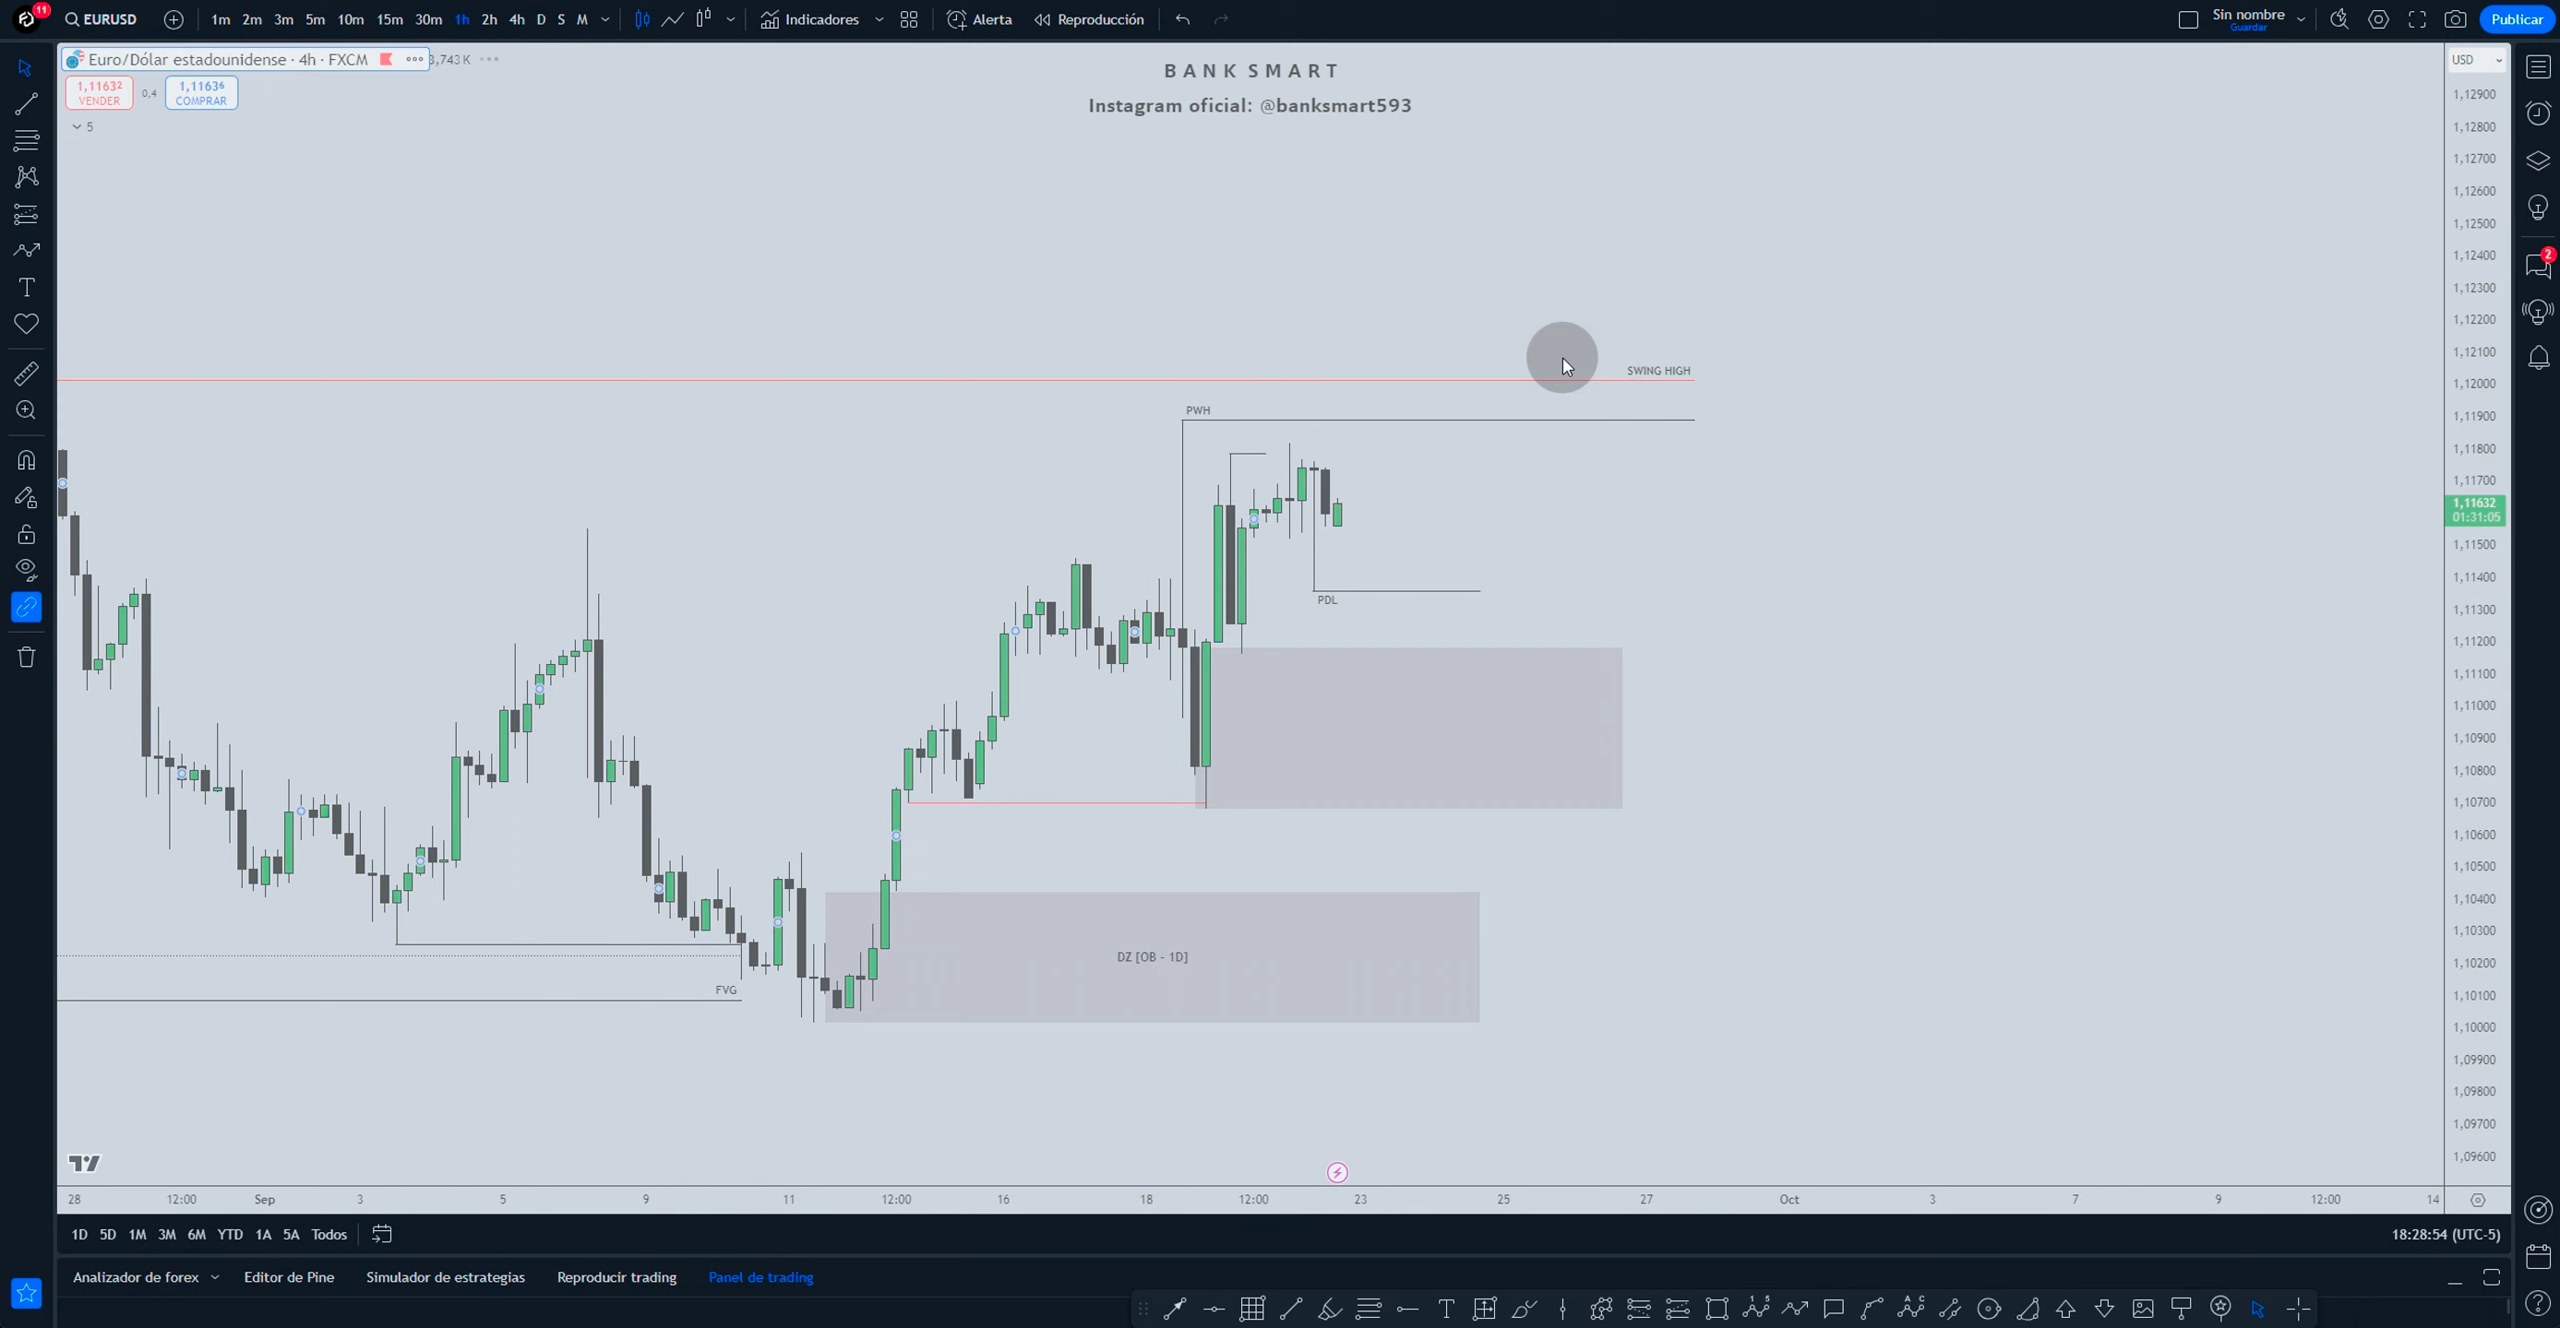 11
EURUSD
1m 2m 3m 5m 10m 15m 30m 1h 2h 4h D S M
Indicadores
Alerta
Reproducción
Sin nombre
Guardar
Publicar
Euro/Dólar estadounidense · 4h · FXCM
3,743 K
1,11632
VENDER
0,4
1,11636
COMPRAR
5
BANK SMART
Instagram oficial: @banksmart593
USD
1,12900
1,12800
1,12700
1,12600
1,12500
1,12400
1,12300
1,12200
1,12100
1,12000
1,11900
1,11800
1,11700
1,11632
01:31:05
1,11500
1,11400
1,11300
1,11200
1,11100
1,11000
1,10900
1,10800
1,10700
1,10600
1,10500
1,10400
1,10300
1,10200
1,10100
1,10000
1,09900
1,09800
1,09700
1,09600
2
SWING HIGH
PWH
PDL
DZ [OB - 1D]
FVG
28 12:00 Sep 3 5 9 11 12:00 16 18 12:00 23 25 27 Oct 3 7 9 12:00 14
1D 5D 1M 3M 6M YTD 1A 5A Todos
18:28:54 (UTC-5)
Analizador de forex
Editor de Pine
Simulador de estrategias
Reproducir trading
Panel de trading